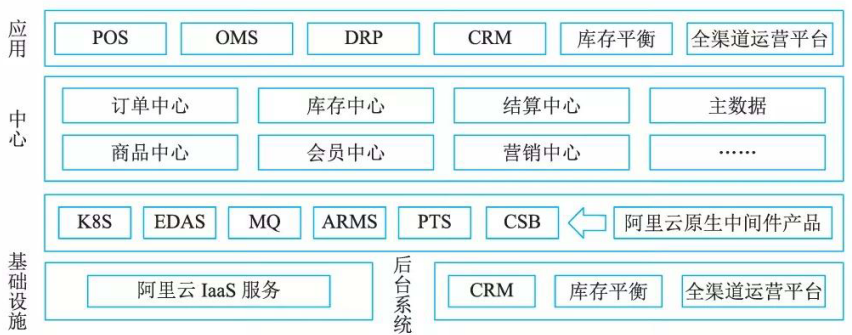 应用
POS OMS DRP CRM 库存平衡 全渠道运营平台
中心
订单中心 库存中心 结算中心 主数据
商品中心 会员中心 营销中心 ……
K8S EDAS MQ ARMS PTS CSB 阿里云原生中间件产品
基础设施
阿里云 IaaS 服务
后台系统
CRM 库存平衡 全渠道运营平台